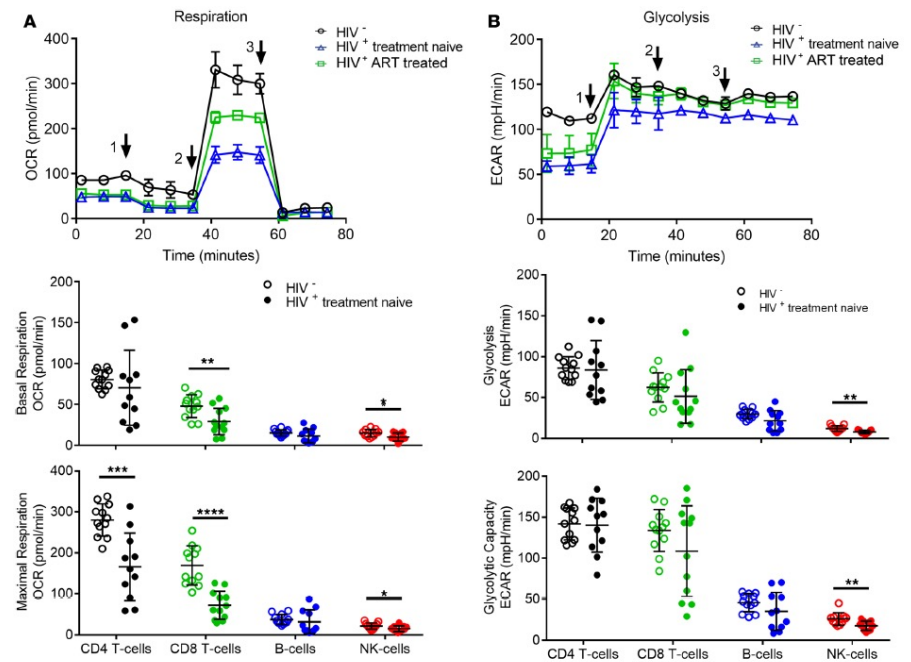 A
Respiration
HIV -
HIV + treatment naive
HIV+ ART treated
400
300
200
100
0
OCR (pmol/min)
1
2
3
0 20 40 60 80
Time (minutes)
B
Glycolysis
HIV -
HIV + treatment naive
HIV+ ART treated
200
150
100
50
0
ECAR (mpH/min)
1
2
3
0 20 40 60 80
Time (minutes)
200
150
100
50
0
Basal Respiration
OCR (pmol/min)
HIV -
HIV + treatment naive
**
*
200
150
100
50
0
Glycolysis
ECAR (mpH/min)
HIV -
HIV + treatment naive
**
400
300
200
100
0
Maximal Respiration
OCR (pmol/min)
***
****
*
CD4 T-cells CD8 T-cells B-cells NK-cells
200
150
100
50
0
Glycolytion Capacity
ECAR (mpH/min)
**
CD4 T-cells CD8 T-cells B-cells NK-cells